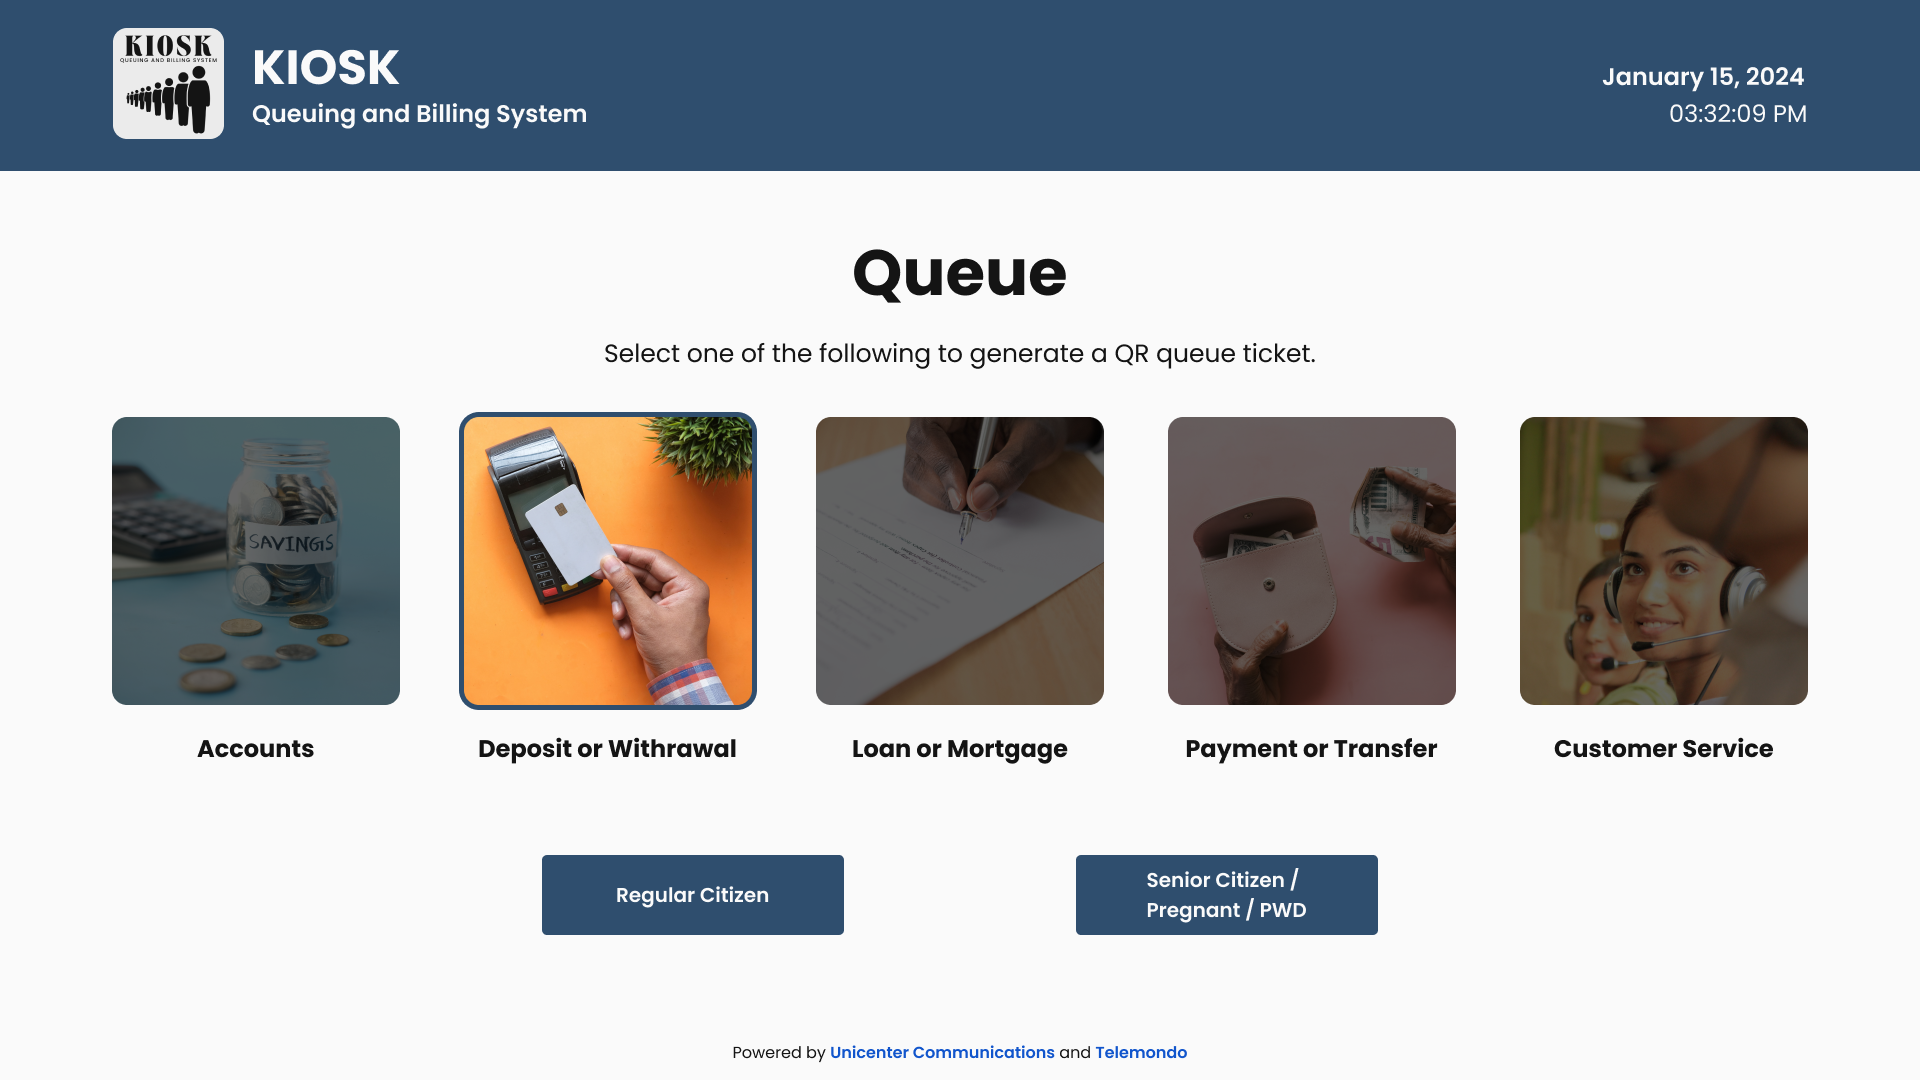 KIOSK
QUEUING AND BILLING SYSTEM
KIOSK
Queuing and Billing System
January 15, 2024
03:32:09 PM
Queue
Select one of the following to generate a QR queue ticket.
SAVINGS
Accounts
Deposit or Withrawal
Loan or Mortgage
Payment or Transfer
Customer Service
Regular Citizen
Senior Citizen /
Pregnant / PWD
Powered by Unicenter Communications and Telemondo